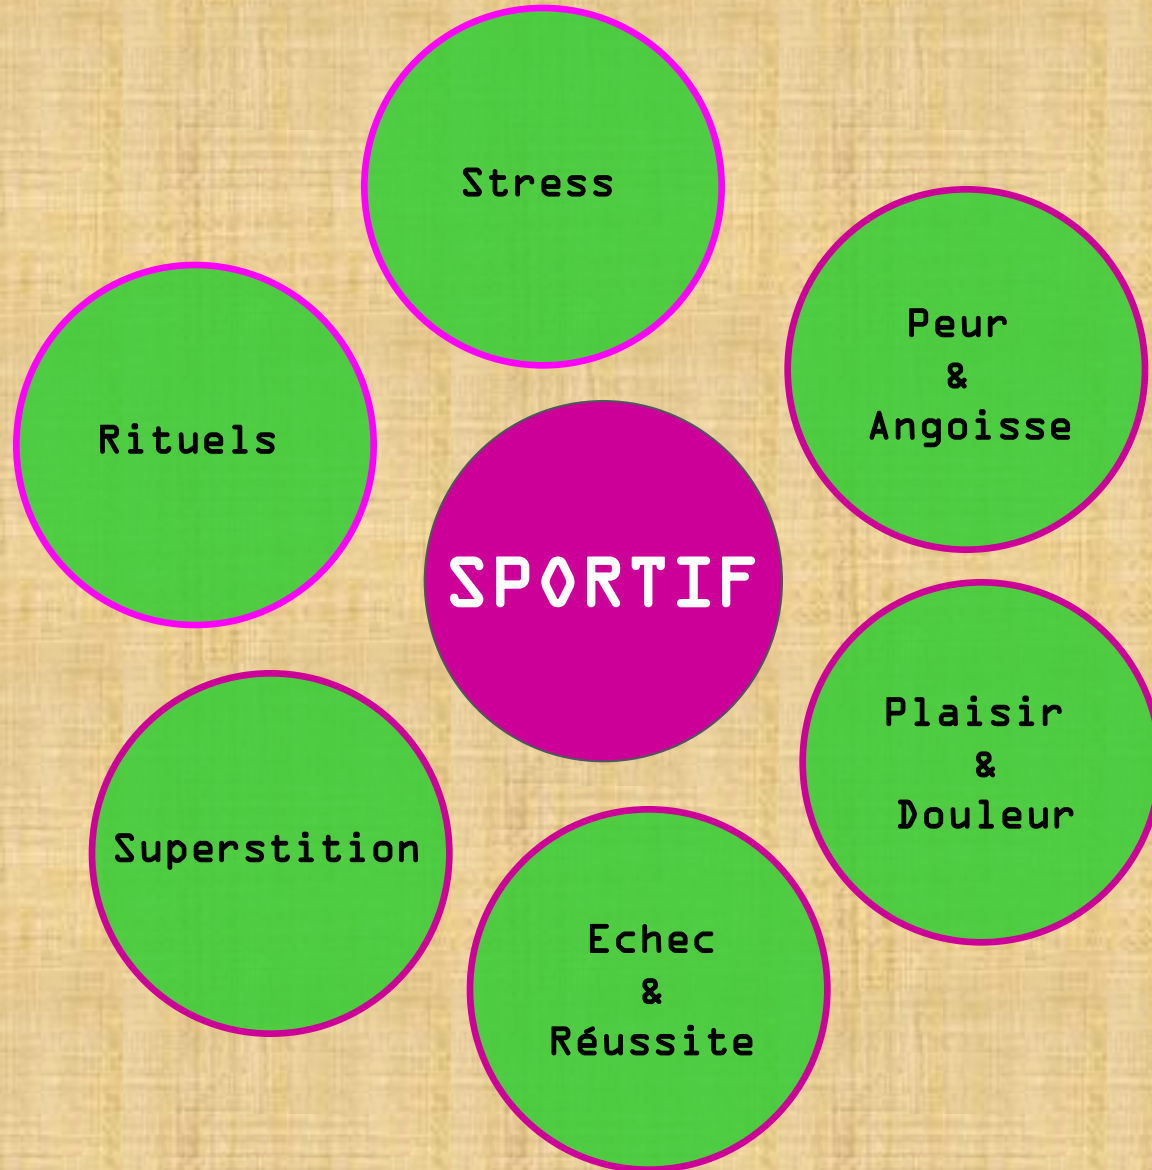 Stress
Peur
&
Angoisse
Rituels
SPORTIF
Plaisir
&
Douleur
Superstition
Echec
&
Réussite